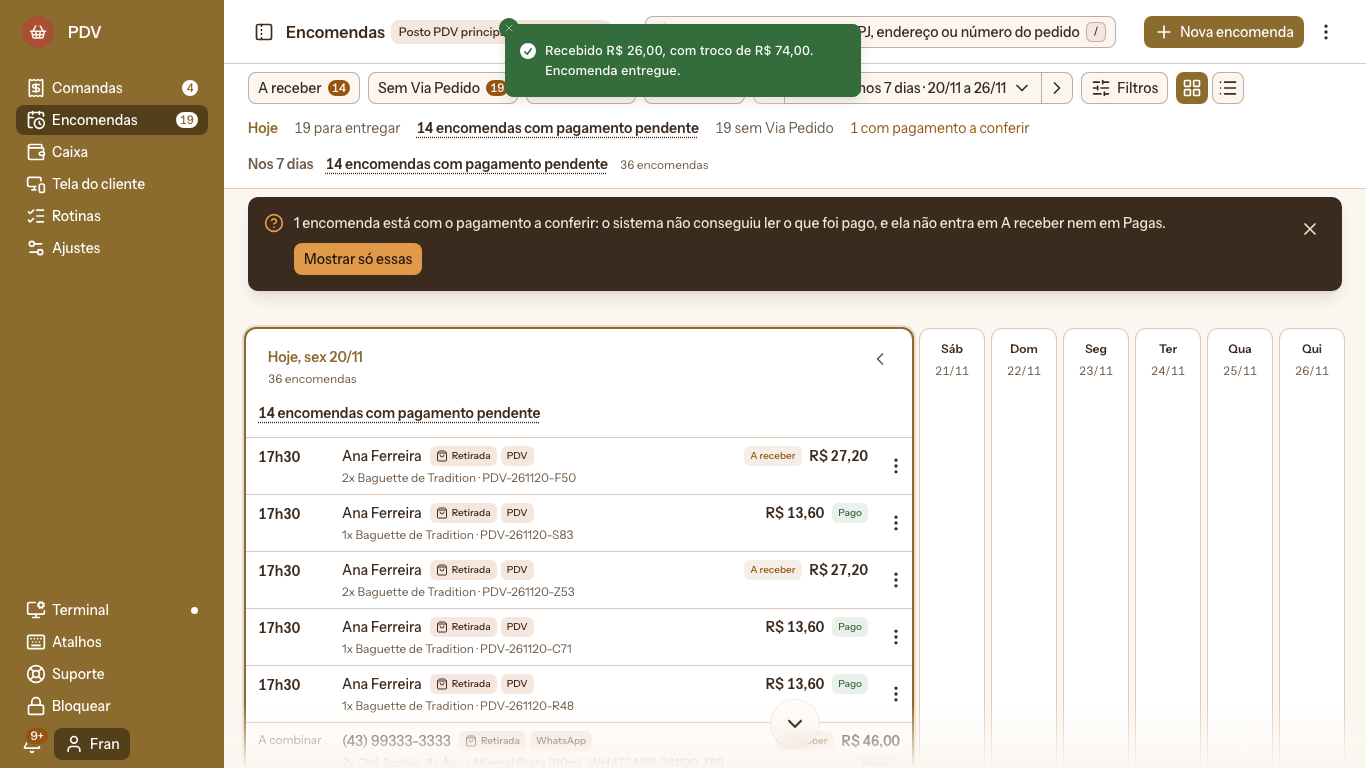 PDV
Comandas 4
Encomendas 19
Caixa
Tela do cliente
Rotinas
Ajustes
Terminal
Atalhos
Suporte
Bloquear
9+
Fran
Encomendas
Posto PDV
PJ, endereço ou número do pedido /
Nova encomenda
Recebido R$ 26,00, com troco de R$ 74,00.
Encomenda entregue.
A receber 14
Sem Via Pedido 19
nos 7 dias · 20/11 a 26/11
Filtros
Hoje 19 para entregar 14 encomendas com pagamento pendente 19 sem Via Pedido 1 com pagamento a conferir
Nos 7 dias 14 encomendas com pagamento pendente 36 encomendas
1 encomenda está com o pagamento a conferir: o sistema não conseguiu ler o que foi pago, e ela não entra em A receber nem em Pagas.
Mostrar só essas
Hoje, sex 20/11
36 encomendas
14 encomendas com pagamento pendente
17h30 Ana Ferreira Retirada PDV A receber R$ 27,20
2x Baguette de Tradition · PDV-261120-F50
17h30 Ana Ferreira Retirada PDV R$ 13,60 Pago
1x Baguette de Tradition · PDV-261120-S83
17h30 Ana Ferreira Retirada PDV A receber R$ 27,20
2x Baguette de Tradition · PDV-261120-Z53
17h30 Ana Ferreira Retirada PDV R$ 13,60 Pago
1x Baguette de Tradition · PDV-261120-C71
17h30 Ana Ferreira Retirada PDV R$ 13,60 Pago
1x Baguette de Tradition · PDV-261120-R48
A combinar (43) 99333-3333 Retirada WhatsApp R$ 46,00
Sáb
21/11
Dom
22/11
Seg
23/11
Ter
24/11
Qua
25/11
Qui
26/11